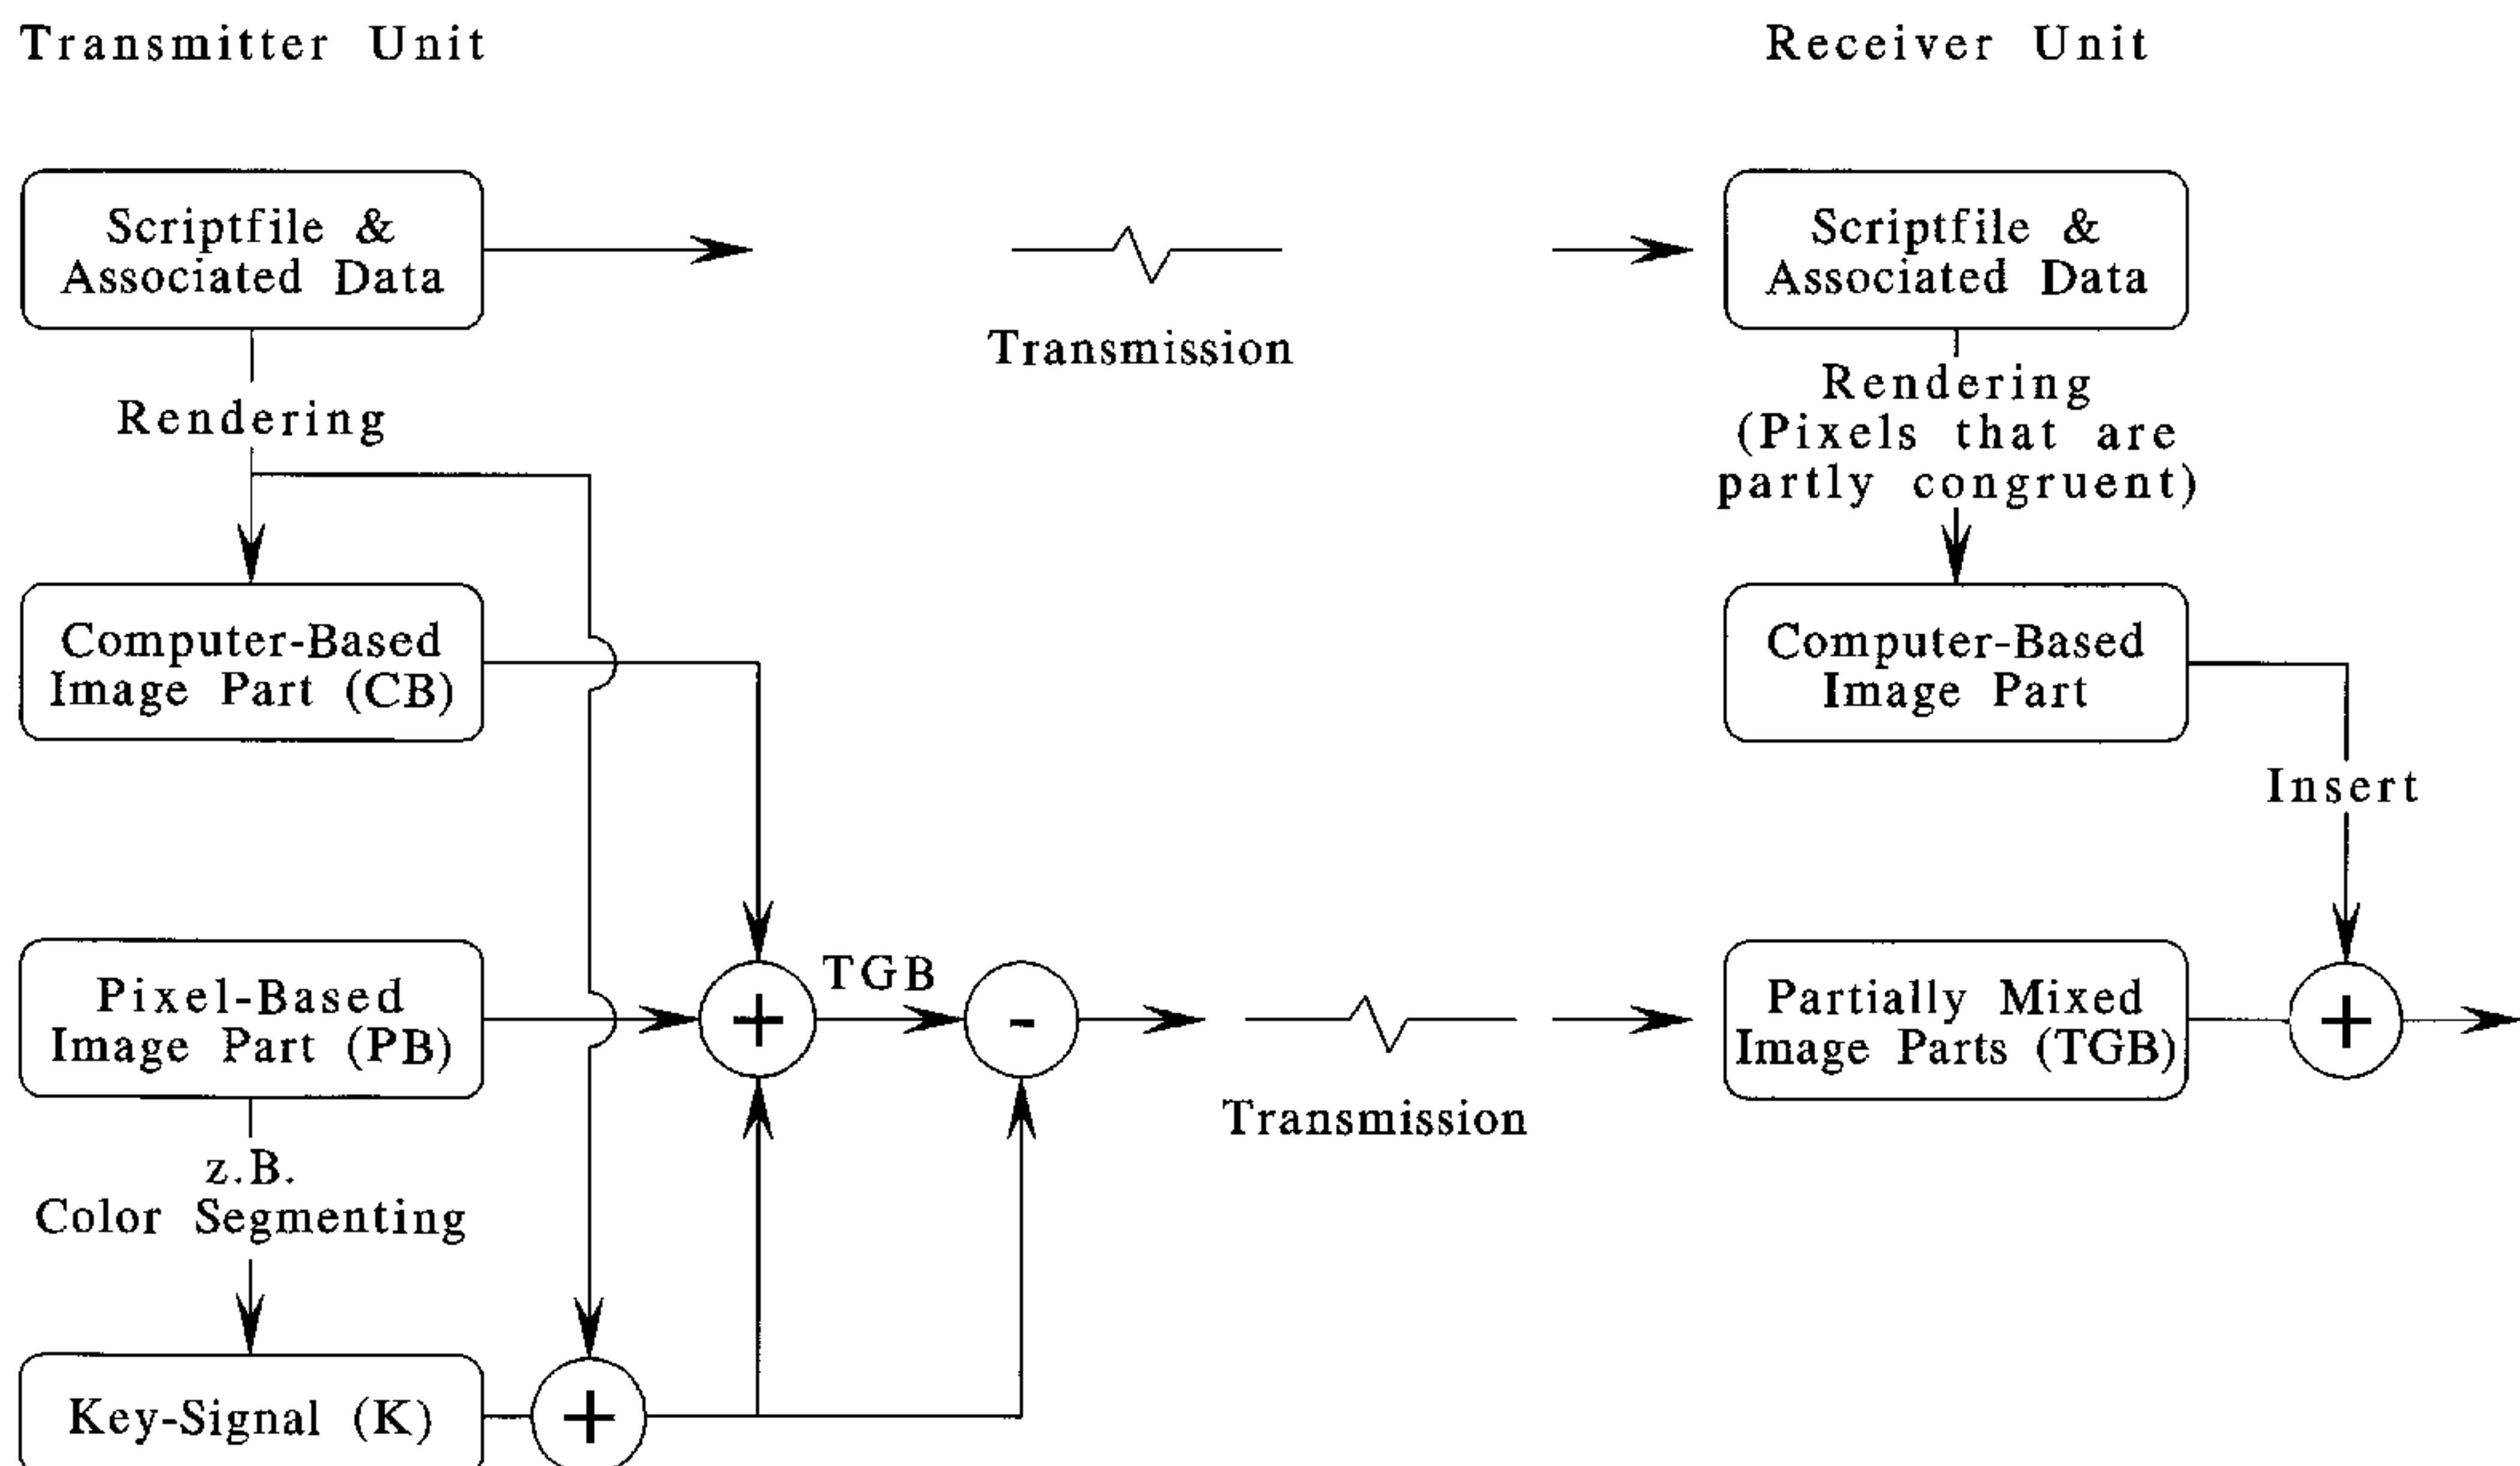 Transmitter Unit
Receiver Unit
Scriptfile &
Associated Data
Transmission
Scriptfile &
Associated Data
Rendering
Rendering
(Pixels that are
partly congruent)
Computer-Based
Image Part (CB)
Computer-Based
Image Part
Insert
Pixel-Based
Image Part (PB)
+
TGB
-
Transmission
Partially Mixed
Image Parts (TGB)
+
z.B.
Color Segmenting
Key-Signal (K)
+